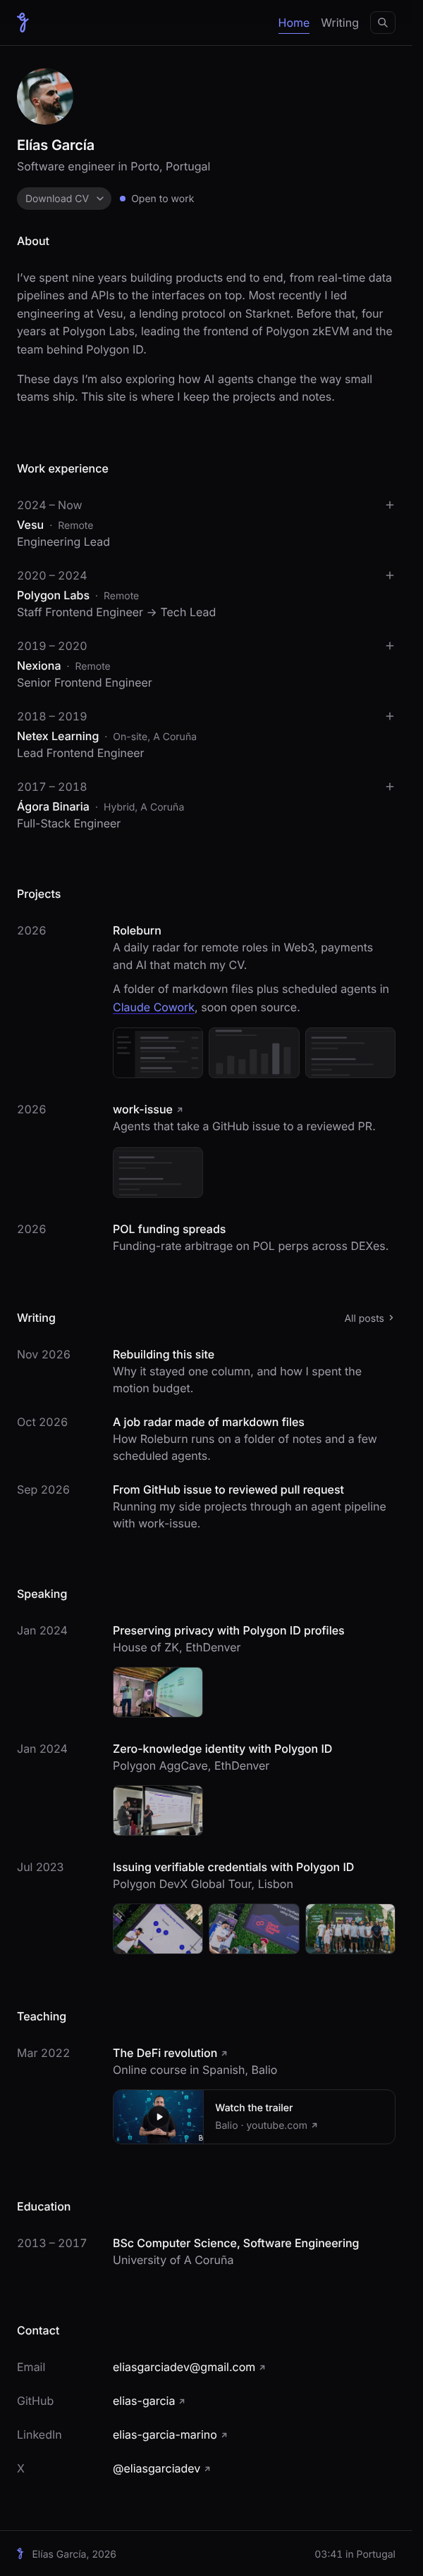 Home Writing
Elías García
Software engineer in Porto, Portugal
Download CV
Open to work
About
I’ve spent nine years building products end to end, from real-time data
pipelines and APIs to the interfaces on top. Most recently I led
engineering at Vesu, a lending protocol on Starknet. Before that, four
years at Polygon Labs, leading the frontend of Polygon zkEVM and the
team behind Polygon ID.
These days I’m also exploring how AI agents change the way small
teams ship. This site is where I keep the projects and notes.
Work experience
2024 – Now
Vesu · Remote
Engineering Lead
2020 – 2024
Polygon Labs · Remote
Staff Frontend Engineer → Tech Lead
2019 – 2020
Nexiona · Remote
Senior Frontend Engineer
2018 – 2019
Netex Learning · On-site, A Coruña
Lead Frontend Engineer
2017 – 2018
Ágora Binaria · Hybrid, A Coruña
Full-Stack Engineer
Projects
2026 Roleburn
A daily radar for remote roles in Web3, payments
and AI that match my CV.
A folder of markdown files plus scheduled agents in
Claude Cowork, soon open source.
2026 work-issue ↗
Agents that take a GitHub issue to a reviewed PR.
2026 POL funding spreads
Funding-rate arbitrage on POL perps across DEXes.
Writing All posts
Nov 2026 Rebuilding this site
Why it stayed one column, and how I spent the
motion budget.
Oct 2026 A job radar made of markdown files
How Roleburn runs on a folder of notes and a few
scheduled agents.
Sep 2026 From GitHub issue to reviewed pull request
Running my side projects through an agent pipeline
with work-issue.
Speaking
Jan 2024 Preserving privacy with Polygon ID profiles
House of ZK, EthDenver
Jan 2024 Zero-knowledge identity with Polygon ID
Polygon AggCave, EthDenver
Jul 2023 Issuing verifiable credentials with Polygon ID
Polygon DevX Global Tour, Lisbon
Teaching
Mar 2022 The DeFi revolution ↗
Online course in Spanish, Balio
Watch the trailer
Balio · youtube.com ↗
Education
2013 – 2017 BSc Computer Science, Software Engineering
University of A Coruña
Contact
Email eliasgarciadev@gmail.com ↗
GitHub elias-garcia ↗
LinkedIn elias-garcia-marino ↗
X @eliasgarciadev ↗
Elías García, 2026 03:41 in Portugal